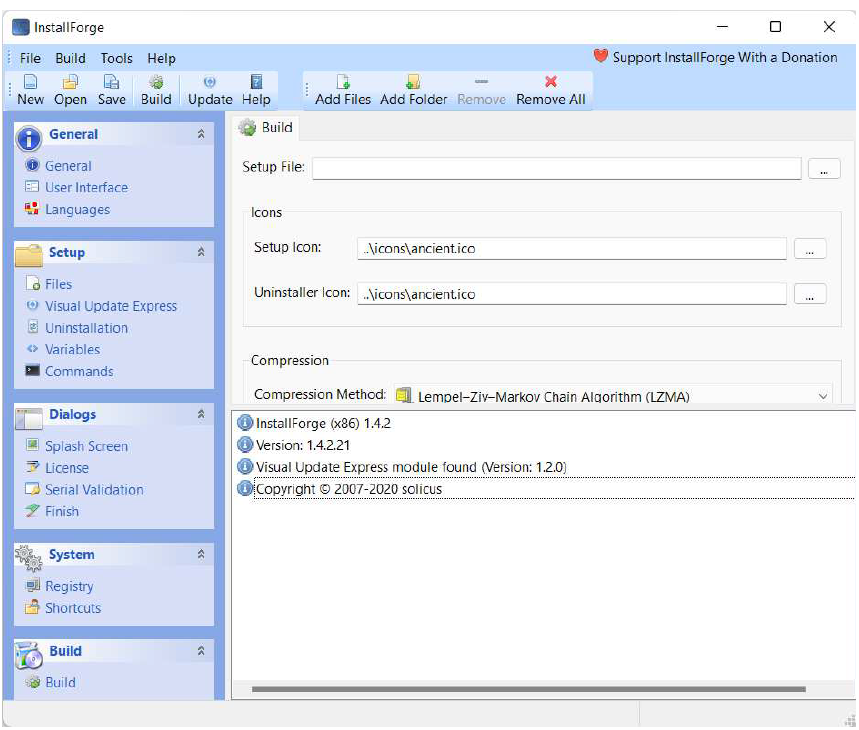 InstallForge
File Build Tools Help Support InstallForge With a Donation
New Open Save Build Update Help Add Files Add Folder Remove Remove All
General
General
User Interface
Languages
Setup
Files
Visual Update Express
Uninstallation
Variables
Commands
Dialogs
Splash Screen
License
Serial Validation
Finish
System
Registry
Shortcuts
Build
Build
Build
Setup File: ...
Icons
Setup Icon: ..\icons\ancient.ico ...
Uninstaller Icon: ..\icons\ancient.ico ...
Compression
Compression Method: Lempel-Ziv-Markov Chain Algorithm (LZMA)
InstallForge (x86) 1.4.2
Version: 1.4.2.21
Visual Update Express module found (Version: 1.2.0)
Copyright © 2007-2020 solicus